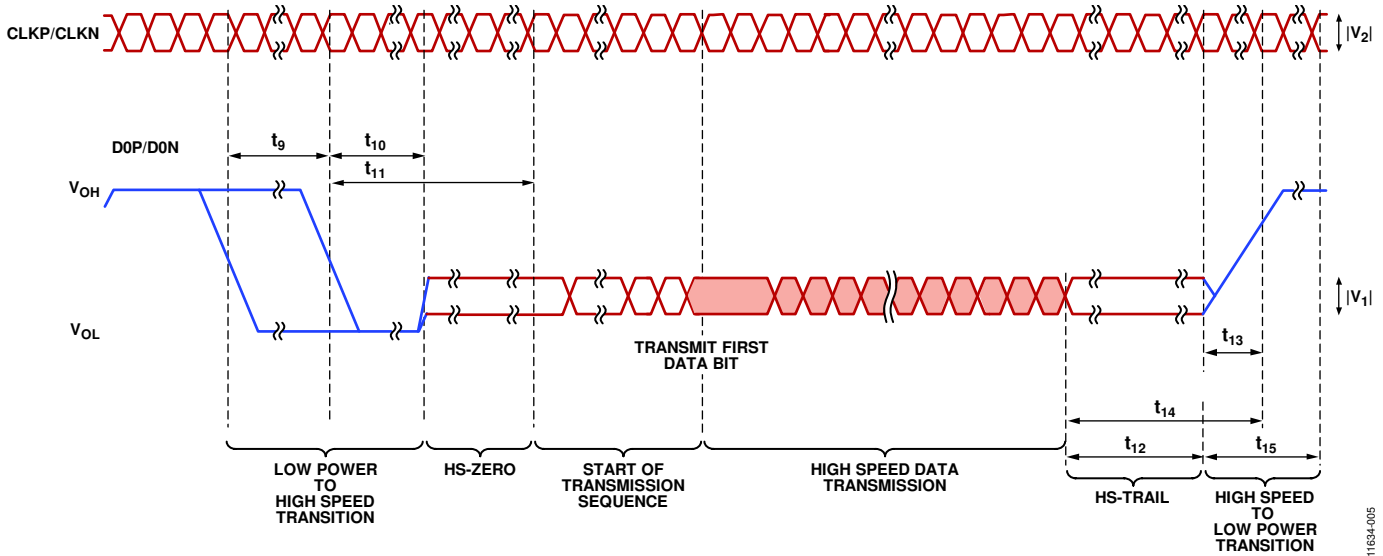 CLKP/CLKN
|V2|
D0P/D0N
t9
t10
t11
VOH
VOL
|V1|
TRANSMIT FIRST
DATA BIT
t13
t14
t12
t15
LOW POWER
TO
HIGH SPEED
TRANSITION
HS-ZERO
START OF
TRANSMISSION
SEQUENCE
HIGH SPEED DATA
TRANSMISSION
HS-TRAIL
HIGH SPEED
TO
LOW POWER
TRANSITION
11634-005